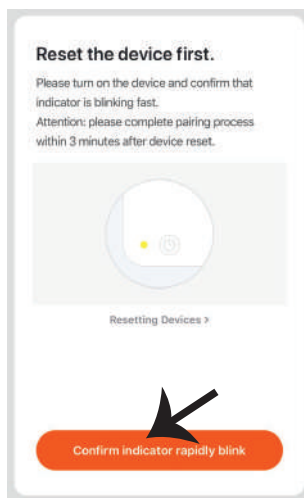 Reset the device first.
Please turn on the device and confirm that
indicator is blinking fast.
Attention: please complete pairing process
within 3 minutes after device reset.
Resetting Devices >
Confirm indicator rapidly blink